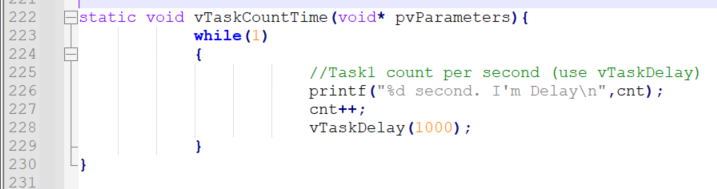 221
222 static void vTaskCountTime(void* pvParameters){
223 while(1)
224 {
225 //Task1 count per second (use vTaskDelay)
226 printf("%d second. I'm Delay\n",cnt);
227 cnt++;
228 vTaskDelay(1000);
229 }
230 }
231